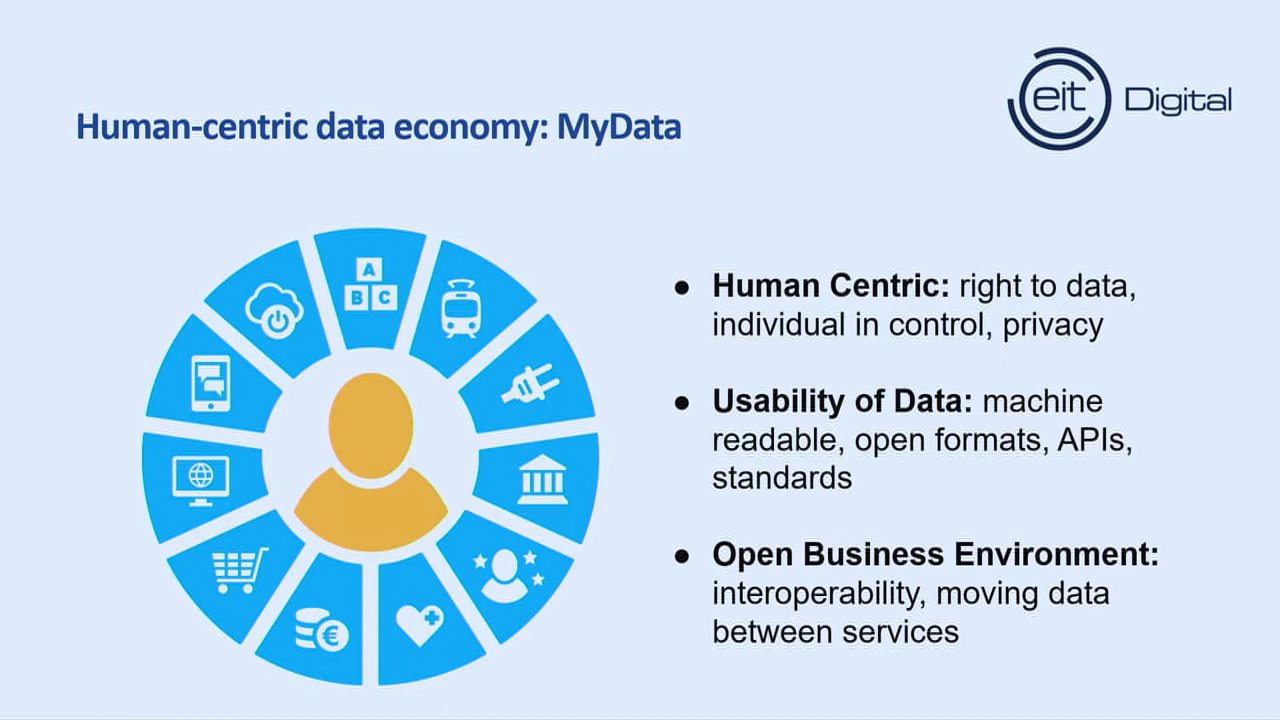 eit Digital
Human-centric data economy: MyData
A
B C
€
● Human Centric: right to data,
individual in control, privacy
● Usability of Data: machine
readable, open formats, APIs,
standards
● Open Business Environment:
interoperability, moving data
between services